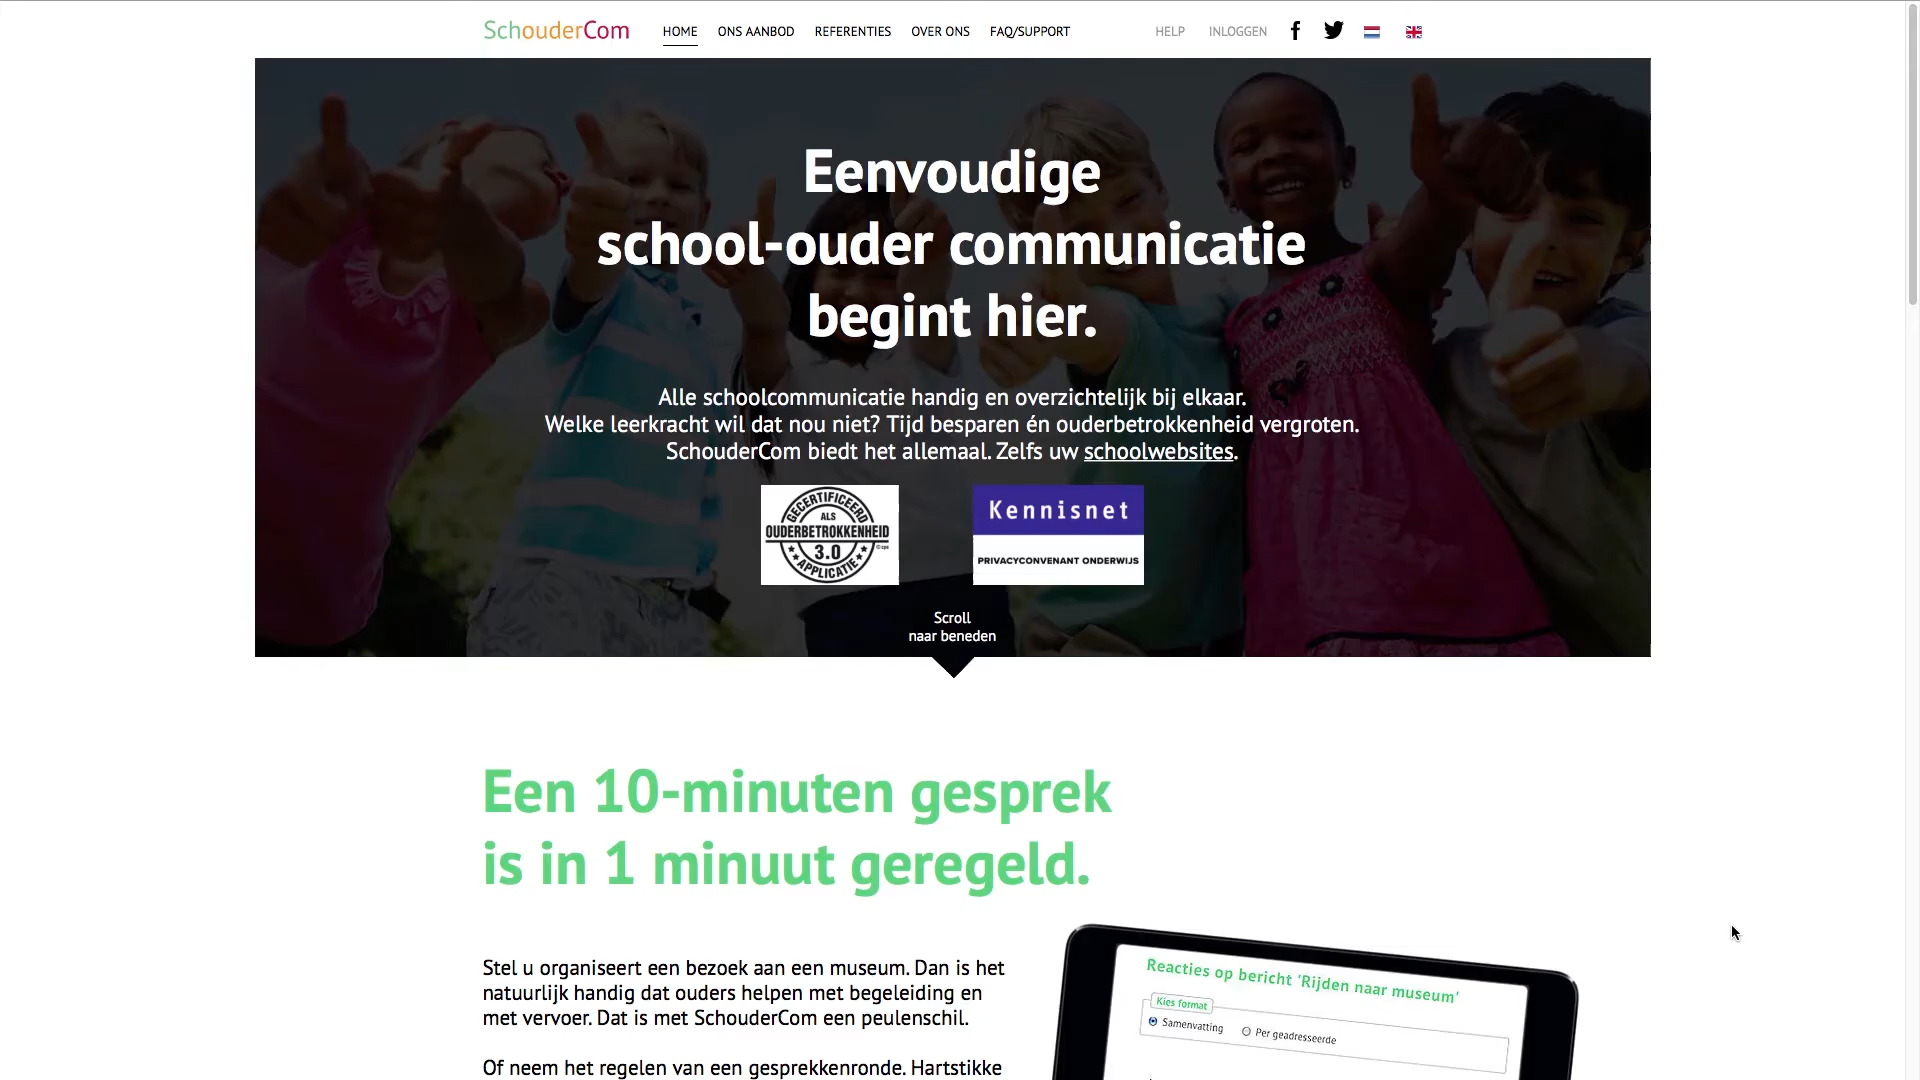 SchouderCom HOME ONS AANBOD REFERENTIES OVER ONS FAQ/SUPPORT HELP INLOGGEN
Eenvoudige
school-ouder communicatie
begint hier.
Alle schoolcommunicatie handig en overzichtelijk bij elkaar.
Welke leerkracht wil dat nou niet? Tijd besparen én ouderbetrokkenheid vergroten.
SchouderCom biedt het allemaal. Zelfs uw schoolwebsites.
GECERTIFICEERD
ALS
OUDERBETROKKENHEID
3.0
APPLICATIE
Kennisnet
PRIVACYCONVENANT ONDERWIJS
Scroll
naar beneden
Een 10-minuten gesprek
is in 1 minuut geregeld.
Stel u organiseert een bezoek aan een museum. Dan is het
natuurlijk handig dat ouders helpen met begeleiding en
met vervoer. Dat is met SchouderCom een peulenschil.
Of neem het regelen van een gesprekkenronde. Hartstikke
Reacties op bericht 'Rijden naar museum'
Kies format
Samenvatting Per geadresseerde